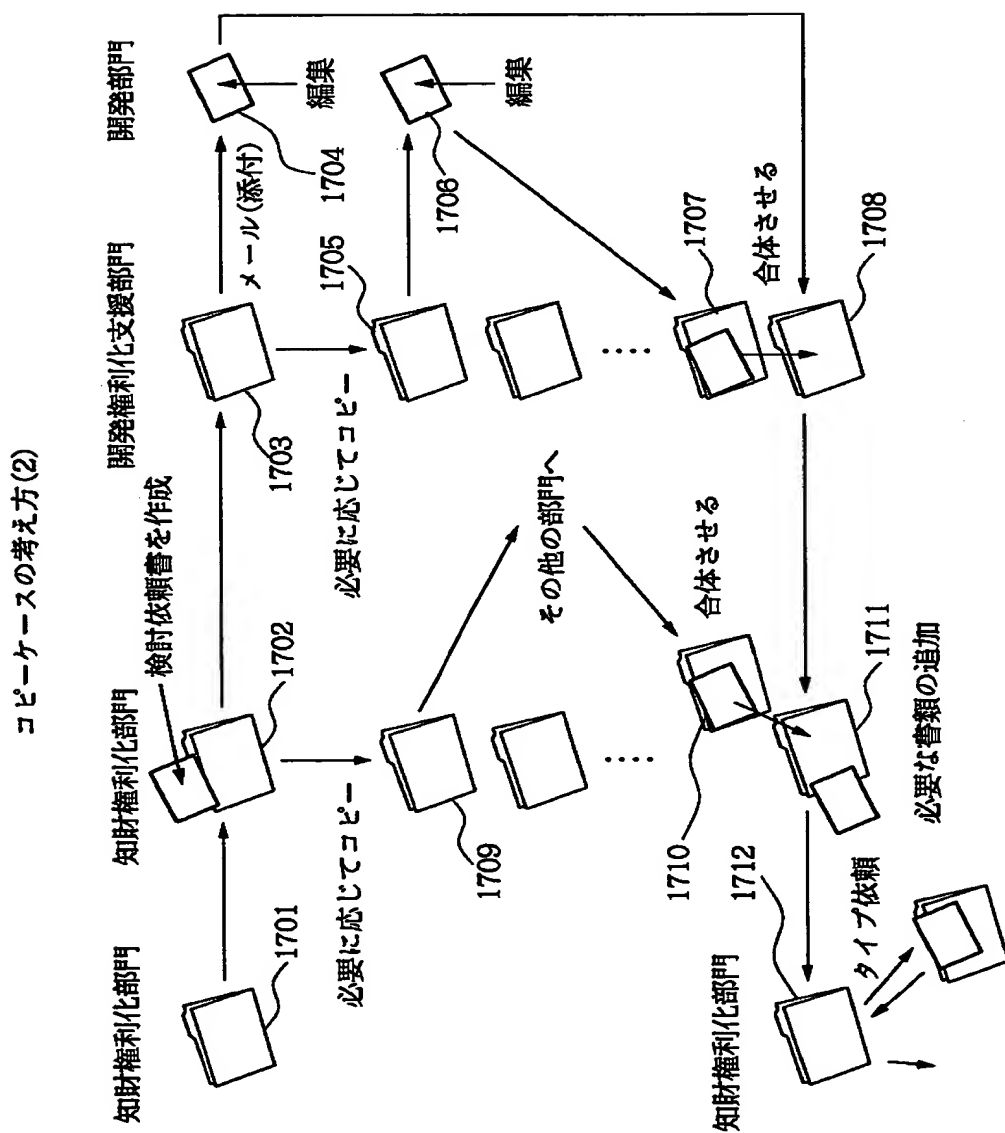 コピーケースの考え方(2)
知財権利化部門
知財権利化部門
開発権利化支援部門
開発部門
検討依頼書を作成
1701
1702
1703
メール(添付)
1704
編集
必要に応じてコピー
必要に応じてコピー
1705
1706
編集
1709
その他の部門へ
1707
合体させる
1708
合体させる
1710
1711
必要な書類の追加
知財権利化部門
1712
タイプ依頼